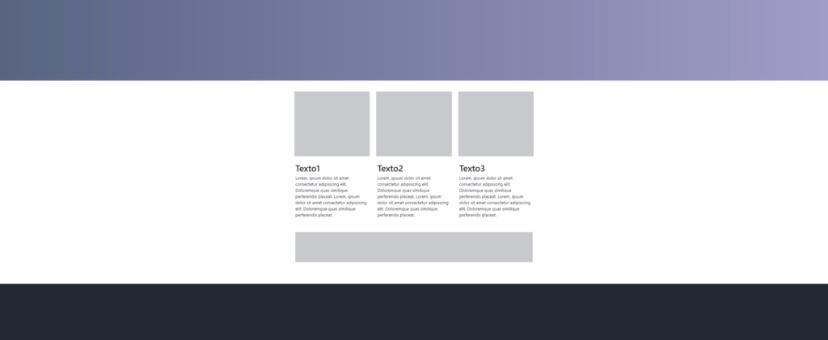 Texto1
Lorem, ipsum dolor sit amet
consectetur adipisicing elit.
Doloremque quas similique
perferendis placeat. Lorem, ipsum
dolor sit amet consectetur adipisicing
elit. Doloremque quas similique
perferendis placeat.
Texto2
Lorem, ipsum dolor sit amet
consectetur adipisicing elit.
Doloremque quas similique
perferendis placeat. Lorem, ipsum
dolor sit amet consectetur adipisicing
elit. Doloremque quas similique
perferendis placeat.
Texto3
Lorem, ipsum dolor sit amet
consectetur adipisicing elit.
Doloremque quas similique
perferendis placeat. Lorem, ipsum
dolor sit amet consectetur adipisicing
elit. Doloremque quas similique
perferendis placeat.